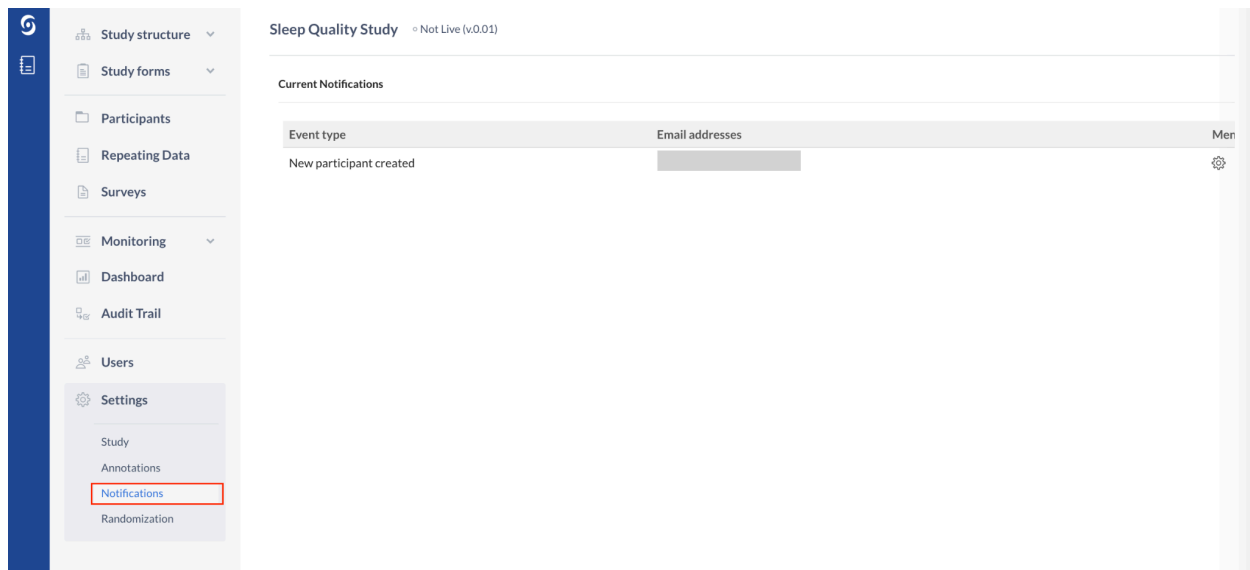 Study structure
Study forms
Participants
Repeating Data
Surveys
Monitoring
Dashboard
Audit Trail
Users
Settings
Study
Annotations
Notifications
Randomization
Sleep Quality Study Not Live (v.0.01)
Current Notifications
Event type Email addresses Men
New participant created